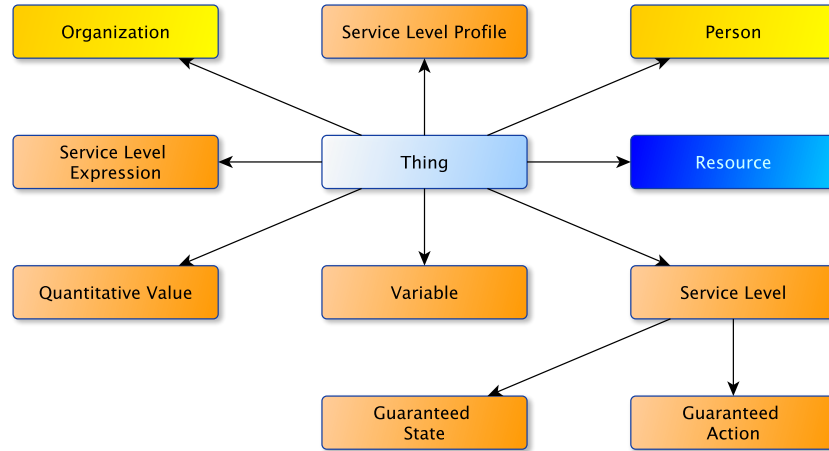 Organization
Service Level Profile
Person
Service Level
Expression
Thing
Resource
Quantitative Value
Variable
Service Level
Guaranteed
State
Guaranteed
Action